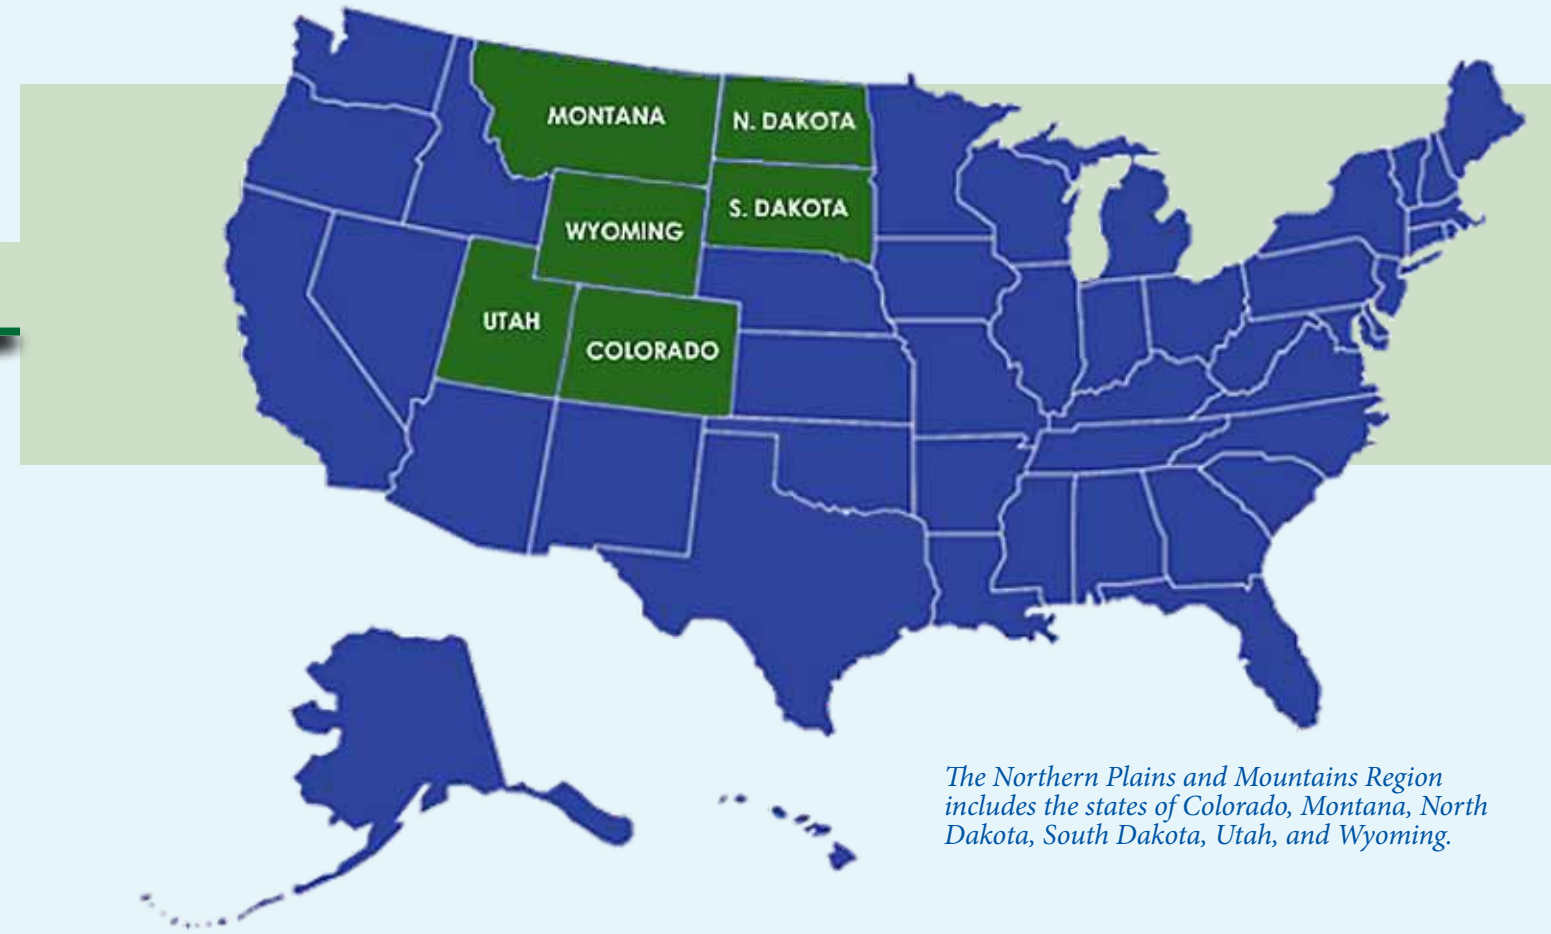 MONTANA
N. DAKOTA
S. DAKOTA
WYOMING
UTAH
COLORADO
The Northern Plains and Mountains Region
includes the states of Colorado, Montana, North
Dakota, South Dakota, Utah, and Wyoming.